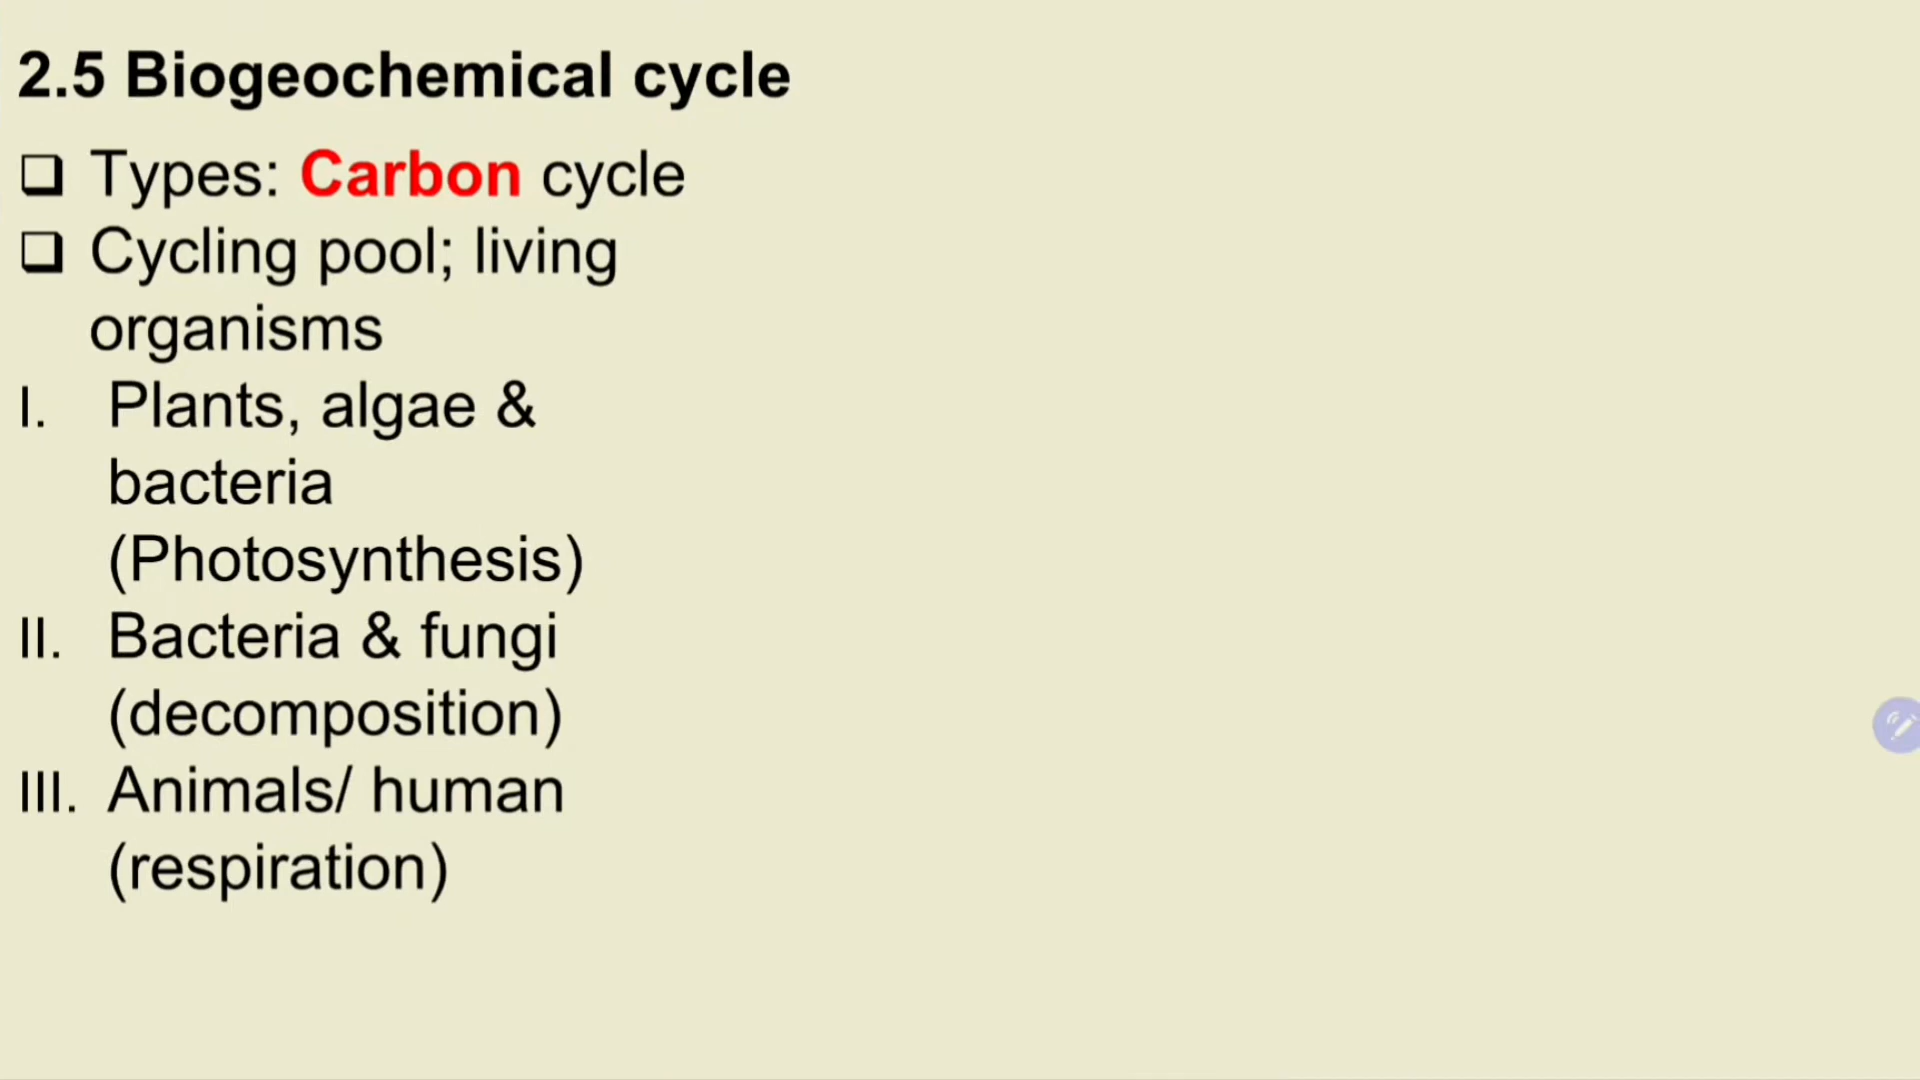 2.5 Biogeochemical cycle
❑ Types: Carbon cycle
❑ Cycling pool; living
organisms
I. Plants, algae &
bacteria
(Photosynthesis)
II. Bacteria & fungi
(decomposition)
III. Animals/ human
(respiration)